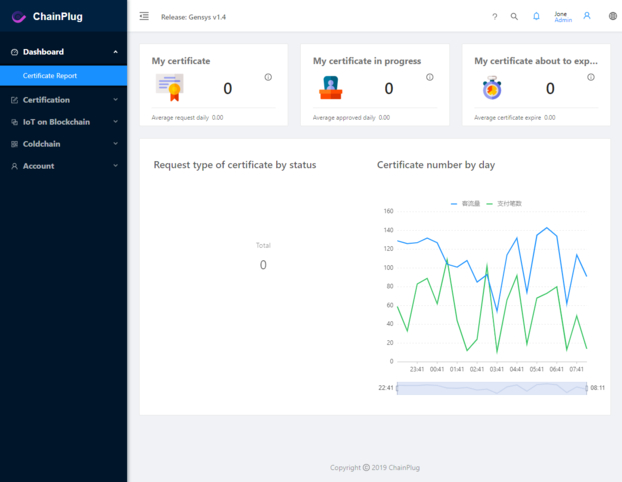 ChainPlug
Release: Gensys v1.4
Jone
Admin
Dashboard
Certificate Report
Certification
IoT on Blockchain
Coldchain
Account
My certificate
0
Average request daily 0.00
My certificate in progress
0
Average approved daily 0.00
My certificate about to exp...
0
Average certificate expire 0.00
Request type of certificate by status
Total
0
Certificate number by day
客流量 支付笔数
160
140
120
100
80
60
40
20
0
23:41 00:41 01:41 02:41 03:41 04:41 05:41 06:41 07:41
22:41 08:11
Copyright © 2019 ChainPlug